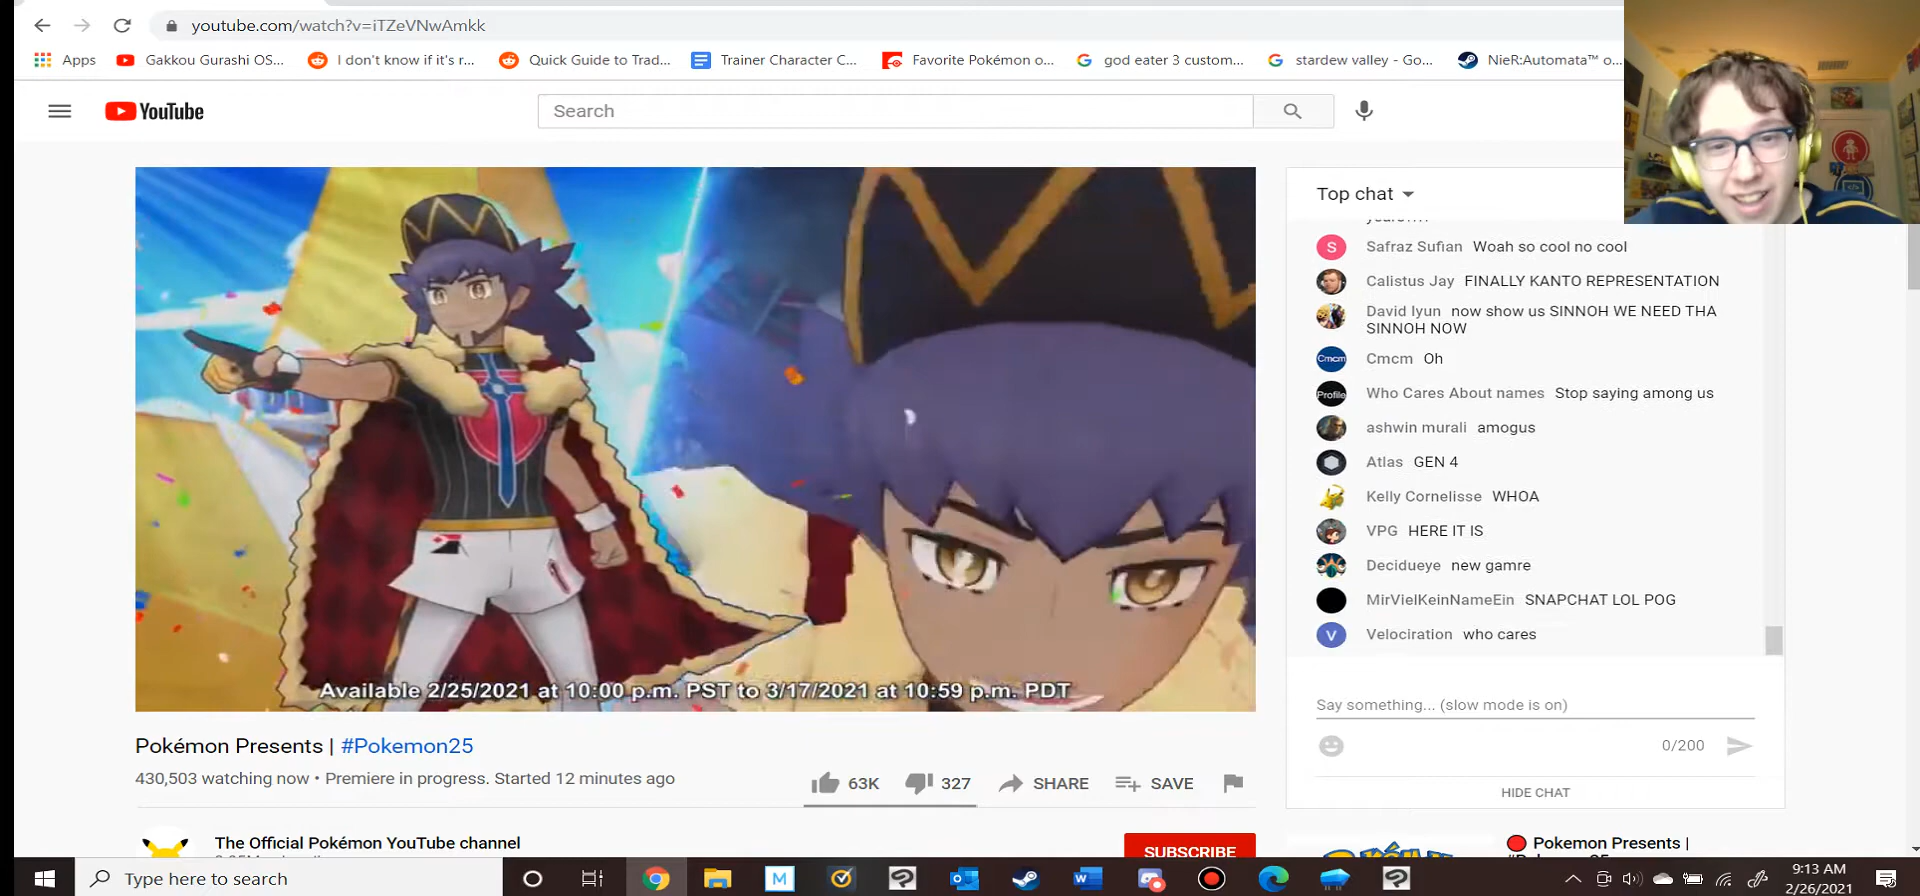 youtube.com/watch?v=iTZeVNwAmkk
Apps Gakkou Gurashi OS... I don't know if it's r... Quick Guide to Trad... Trainer Character C... Favorite Pokémon o... god eater 3 custom... stardew valley - Go... NieR:Automata™ o...
YouTube
Search
Top chat
S Safraz Sufian Woah so cool no cool
Calistus Jay FINALLY KANTO REPRESENTATION
David Iyun now show us SINNOH WE NEED THA
SINNOH NOW
Cmcm Cmcm Oh
Profile Who Cares About names Stop saying among us
ashwin murali amogus
Atlas GEN 4
Kelly Cornelisse WHOA
VPG HERE IT IS
Decidueye new gamre
MirVielKeinNameEin SNAPCHAT LOL POG
V Velociration who cares
Available 2/25/2021 at 10:00 p.m. PST to 3/17/2021 at 10:59 p.m. PDT
Say something... (slow mode is on)
0/200
HIDE CHAT
Pokémon Presents | #Pokemon25
430,503 watching now • Premiere in progress. Started 12 minutes ago
63K 327 SHARE SAVE
The Official Pokémon YouTube channel
SUBSCRIBE
Pokemon Presents |
Type here to search
9:13 AM
2/26/2021